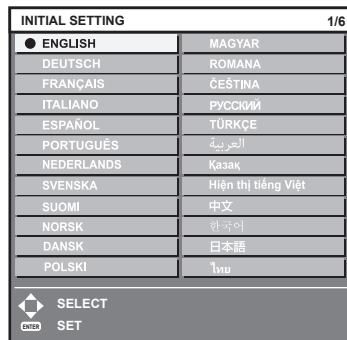 INITIAL SETTING 1/6
ENGLISH
DEUTSCH
FRANÇAIS
ITALIANO
ESPAÑOL
PORTUGUÊS
NEDERLANDS
SVENSKA
SUOMI
NORSK
DANSK
POLSKI
MAGYAR
ROMANA
ČEŠTINA
РУССКИЙ
TÜRKÇE
العربية
Қазақ
Hiện thị tiếng Việt
中文
한국어
日本語
ไทย
SELECT
ENTER SET